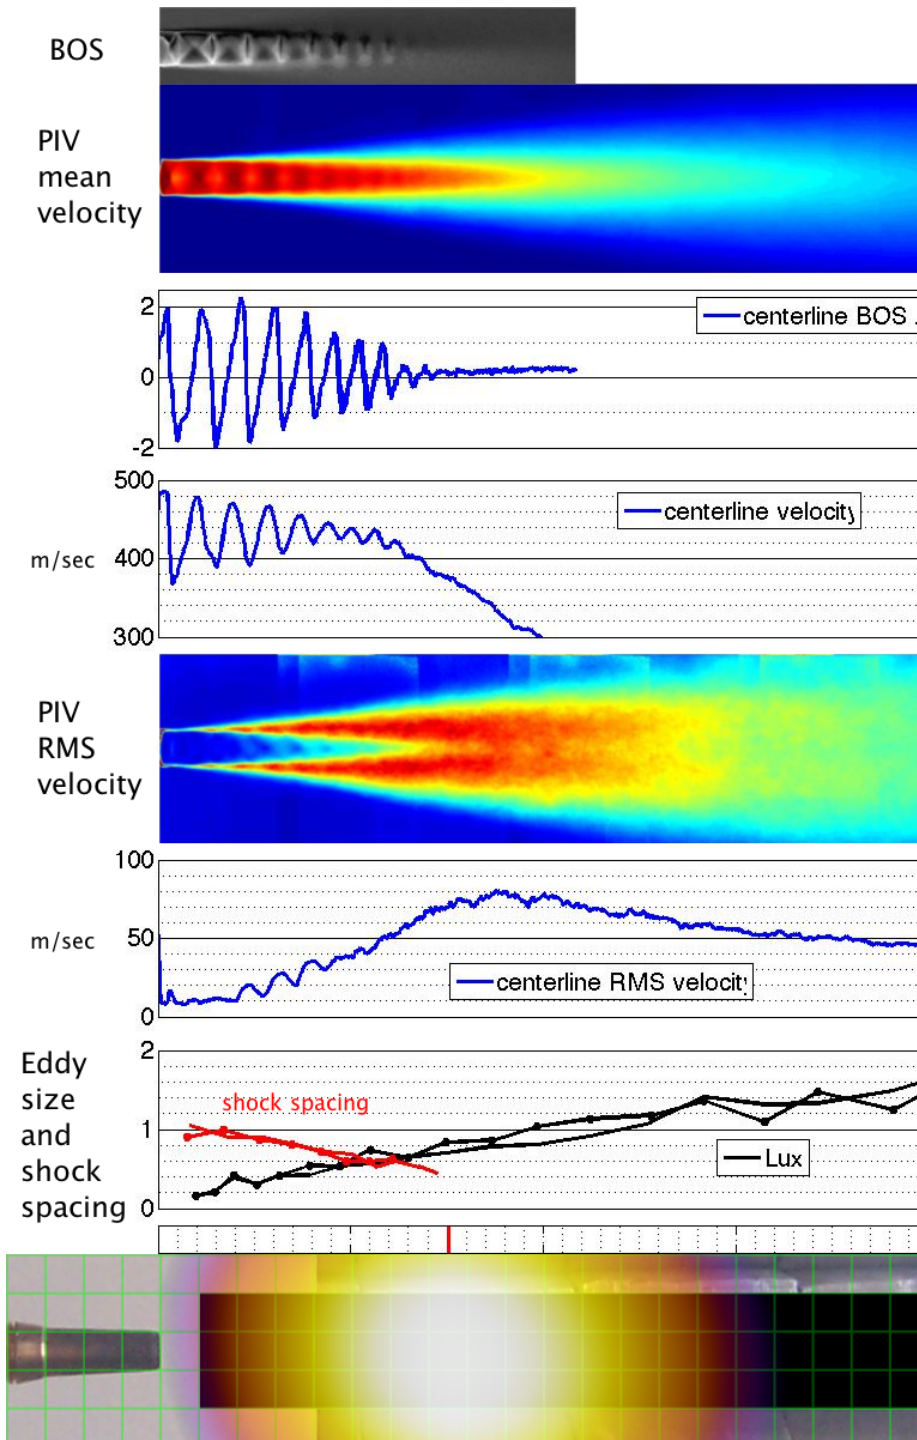 BOS
PIV
mean
velocity
2
centerline BOS
0
-2
500
centerline velocity
m/sec
400
300
PIV
RMS
velocity
100
m/sec
50
centerline RMS velocity
0
Eddy
size
and
shock
spacing
2
shock spacing
1
Lux
0